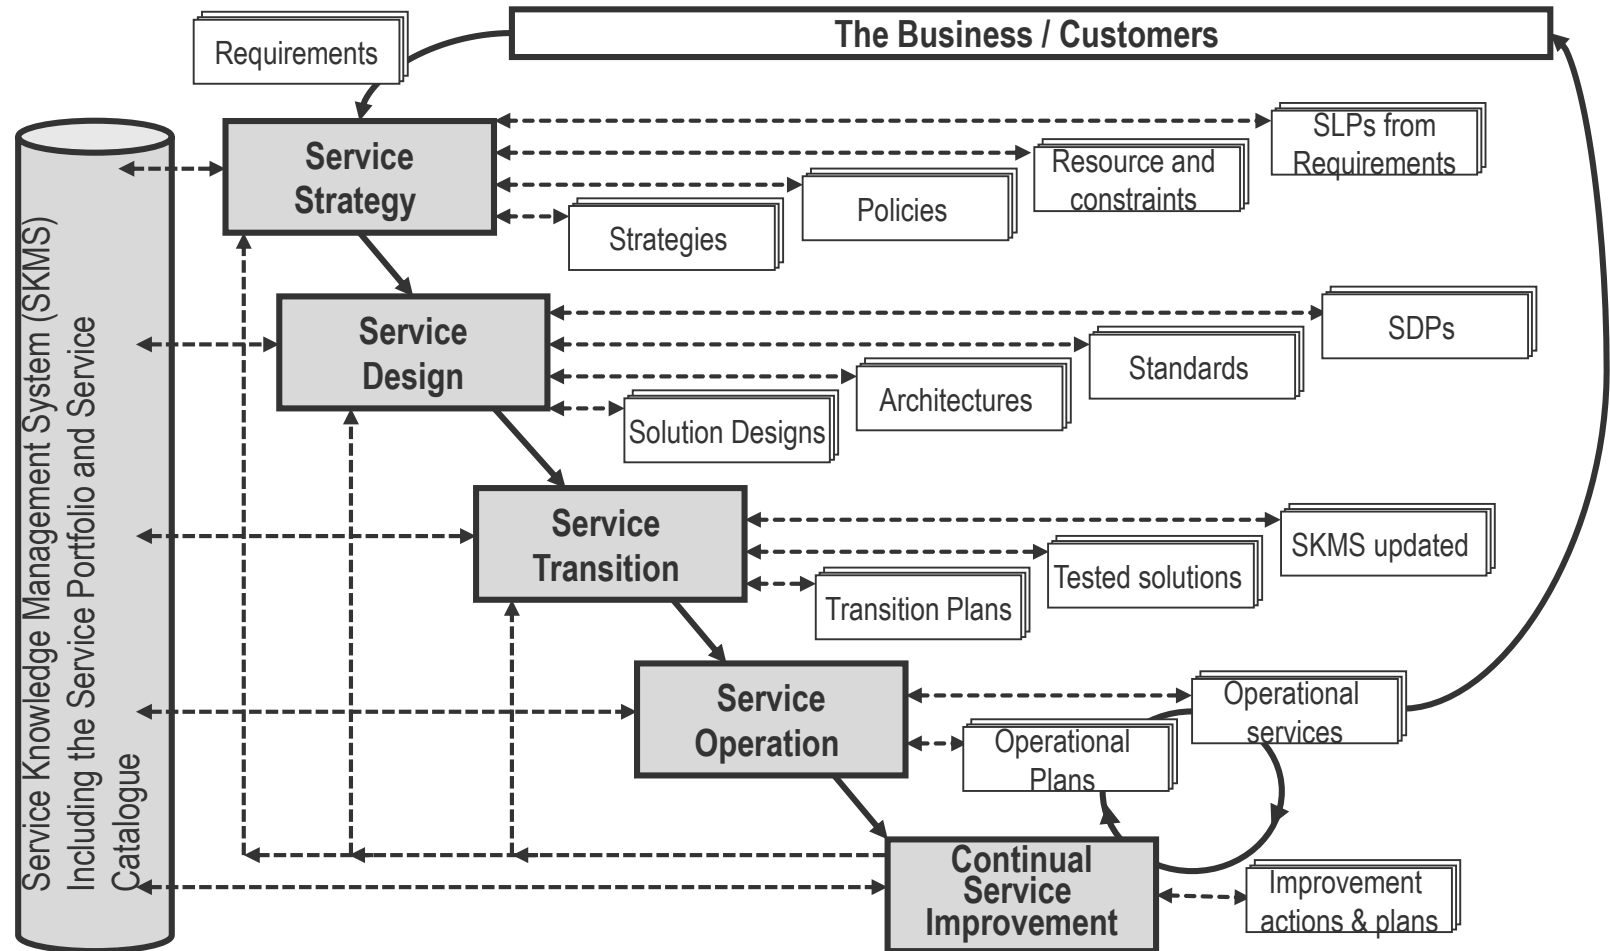 The Business / Customers
Requirements
Service Knowledge Management System (SKMS)
Including the Service Portfolio and Service
Catalogue
Service
Strategy
SLPs from
Requirements
Resource and
constraints
Policies
Strategies
Service
Design
SDPs
Standards
Architectures
Solution Designs
Service
Transition
SKMS updated
Tested solutions
Transition Plans
Service
Operation
Operational
services
Operational
Plans
Continual
Service
Improvement
Improvement
actions & plans